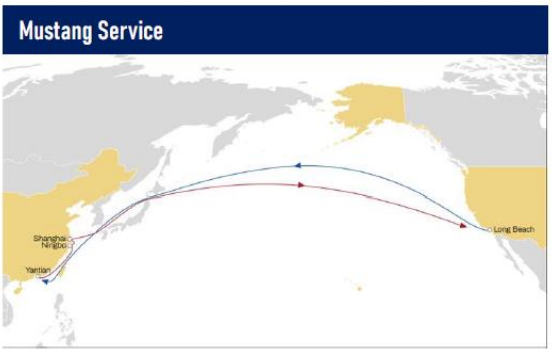 Mustang Service
Shanghai
Ningbo
Yantian
Long Beach